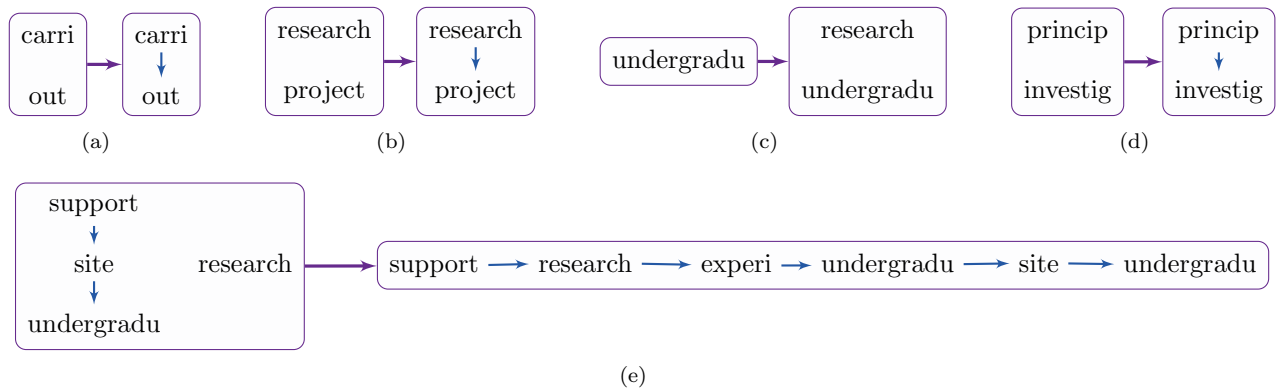 carri carri
out out
(a)
research research
project project
(b)
undergradu research
undergradu
(c)
princip princip
investig investig
(d)
support
site research
undergradu
support research experi undergradu site undergradu
(e)